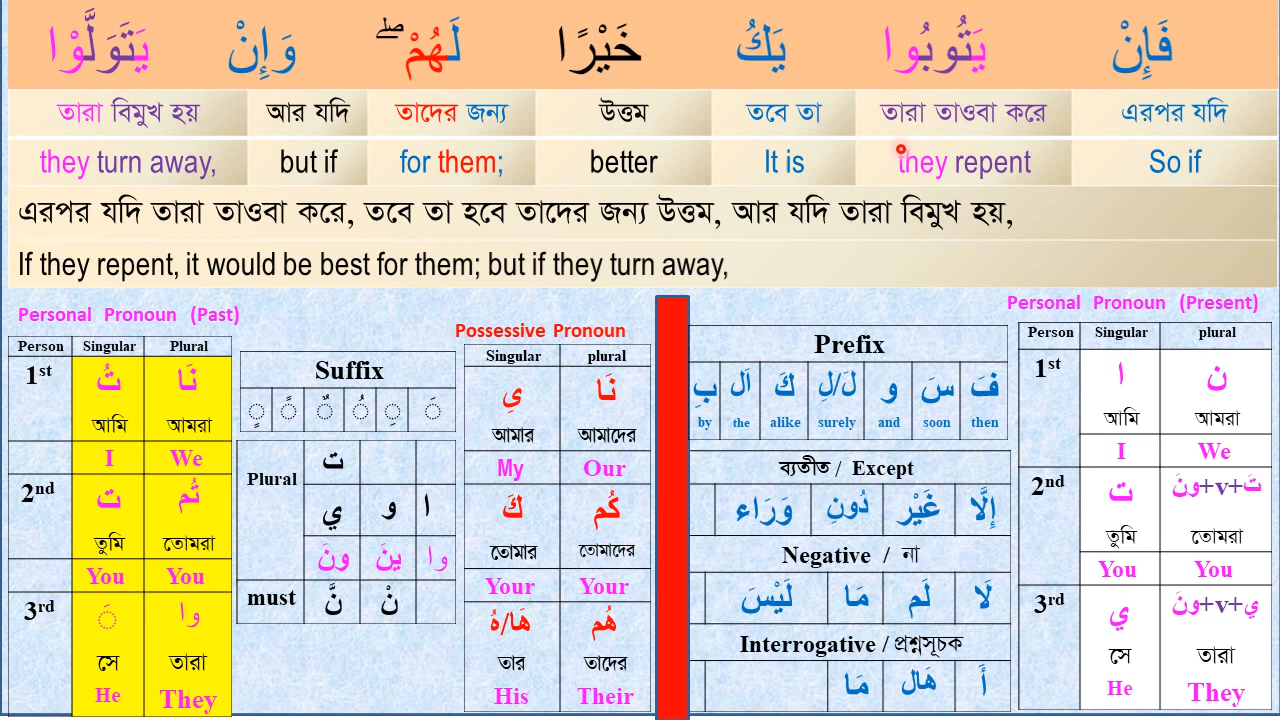 فَإِنْ يَتُوبُوا يَكُ خَيْرًا لَهُمْ ۖ وَإِنْ يَتَوَلَّوْا
তারা বিমুখ হয় আর যদি তাদের জন্য উত্তম তবে তা তারা তাওবা করে এরপর যদি
they turn away, but if for them; better It is they repent So if
এরপর যদি তারা তাওবা করে, তবে তা হবে তাদের জন্য উত্তম, আর যদি তারা বিমুখ হয়,
If they repent, it would be best for them; but if they turn away,
Personal Pronoun (Past)
Person Singular Plural
1st تُ نَا
আমি আমরা
I We
2nd ت تُم
তুমি তোমরা
You You
3rd َ وا
সে তারা
He They
Suffix
ٍ ً ٌ ُ ِ َ
Plural ت
ي و ا
ونَ ينَ وا
must نَّ نْ
Possessive Pronoun
Singular plural
يِ نَا
আমার আমাদের
My Our
كَ كُم
তোমার তোমাদের
Your Your
هَا/هُ هُم
তার তাদের
His Their
Prefix
بِ اَل كَ لَ/لِ و سَ فَ
by the alike surely and soon then
ব্যতীত / Except
وَرَاء دُونِ غَيْر إِلَّا
Negative / না
لَيْسَ مَا لَم لَا
Interrogative / প্রশ্নসূচক
مَا هَال أَ
Personal Pronoun (Present)
Person Singular plural
1st ا ن
আমি আমরা
I We
2nd ت تَ+v+ونَ
তুমি তোমরা
You You
3rd ي ي+v+ونَ
সে তারা
He They